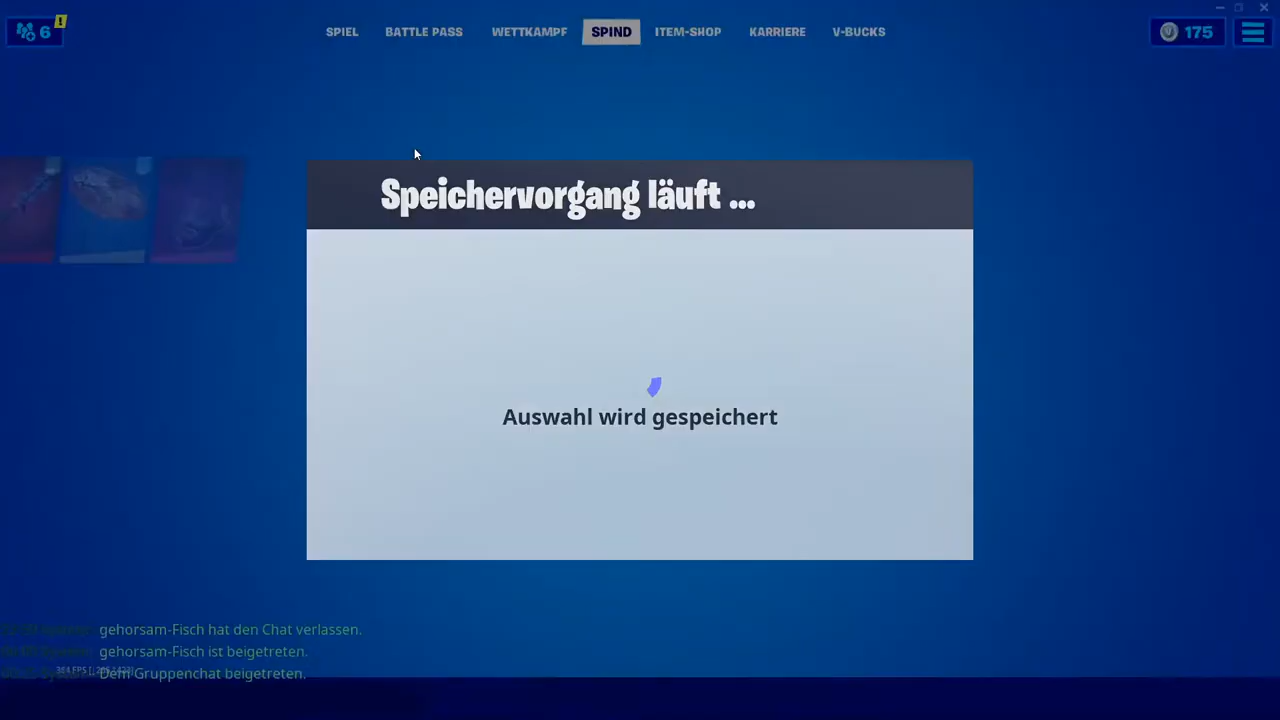 6 !
SPIEL BATTLE PASS WETTKAMPF SPIND ITEM-SHOP KARRIERE V-BUCKS
175
Speichervorgang läuft ...
Auswahl wird gespeichert
gehorsam-Fisch hat den Chat verlassen.
gehorsam-Fisch ist beigetreten.
Dem Gruppenchat beigetreten.